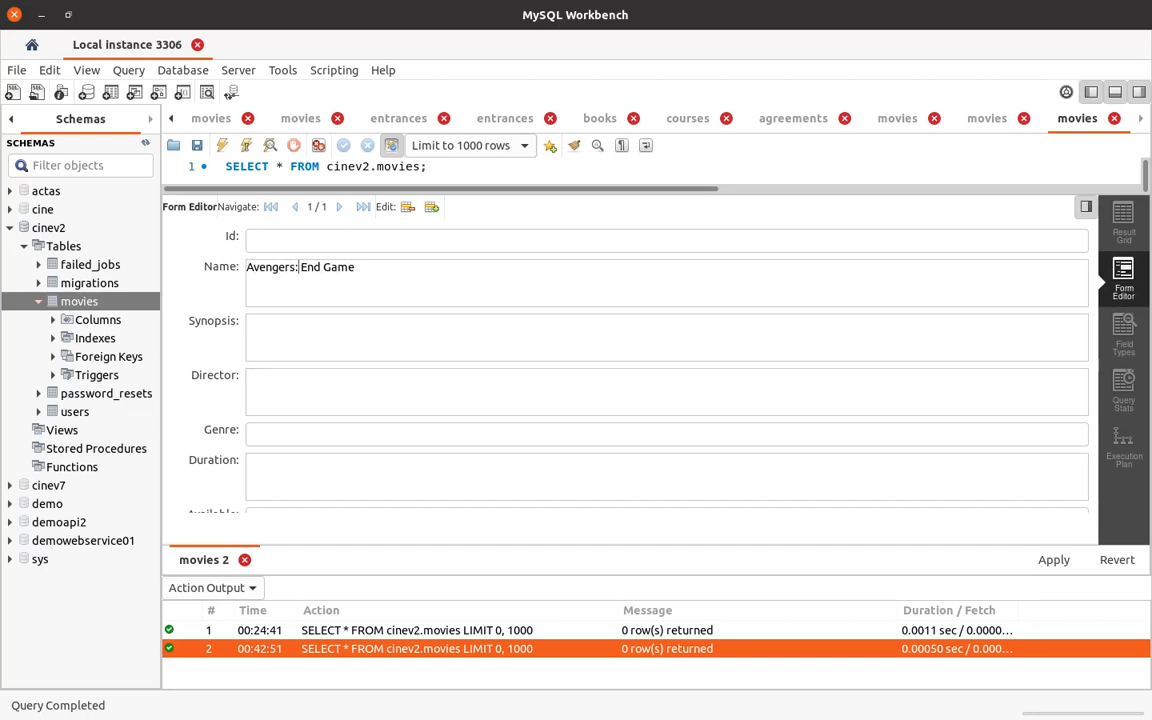 MySQL Workbench
Local instance 3306
File Edit View Query Database Server Tools Scripting Help
Schemas
movies movies entrances entrances books courses agreements movies movies movies
SCHEMAS
Filter objects
Limit to 1000 rows
1 SELECT * FROM cinev2.movies;
actas
cine
cinev2
Tables
failed_jobs
migrations
movies
Columns
Indexes
Foreign Keys
Triggers
password_resets
users
Views
Stored Procedures
Functions
cinev7
demo
demoapi2
demowebservice01
sys
Form Editor Navigate: 1 / 1 Edit:
Id:
Name: Avengers: End Game
Synopsis:
Director:
Genre:
Duration:
Available:
Result
Grid
Form
Editor
Field
Types
Query
Stats
Execution
Plan
movies 2
Apply Revert
Action Output
# Time Action Message Duration / Fetch
1 00:24:41 SELECT * FROM cinev2.movies LIMIT 0, 1000 0 row(s) returned 0.0011 sec / 0.0000...
2 00:42:51 SELECT * FROM cinev2.movies LIMIT 0, 1000 0 row(s) returned 0.00050 sec / 0.000...
Query Completed